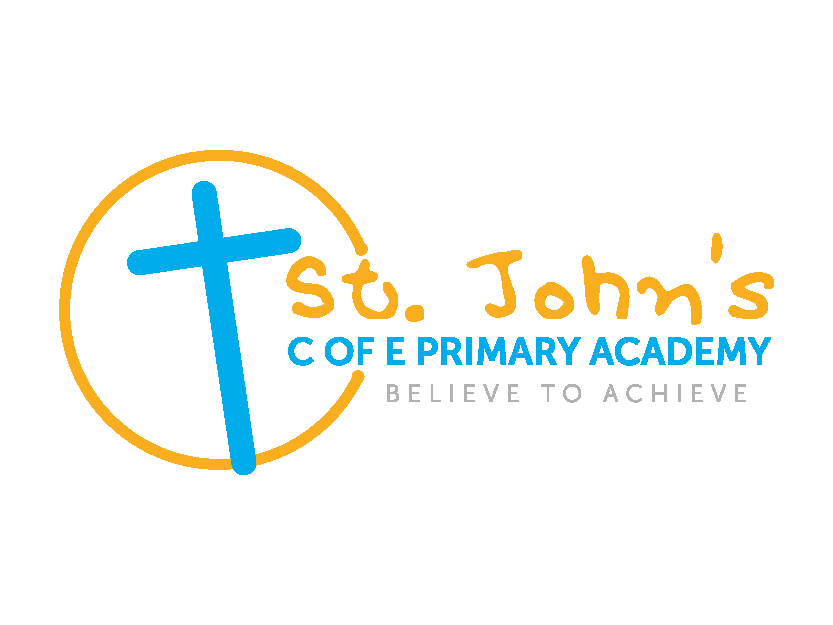 St. John's
C OF E PRIMARY ACADEMY
BELIEVE TO ACHIEVE